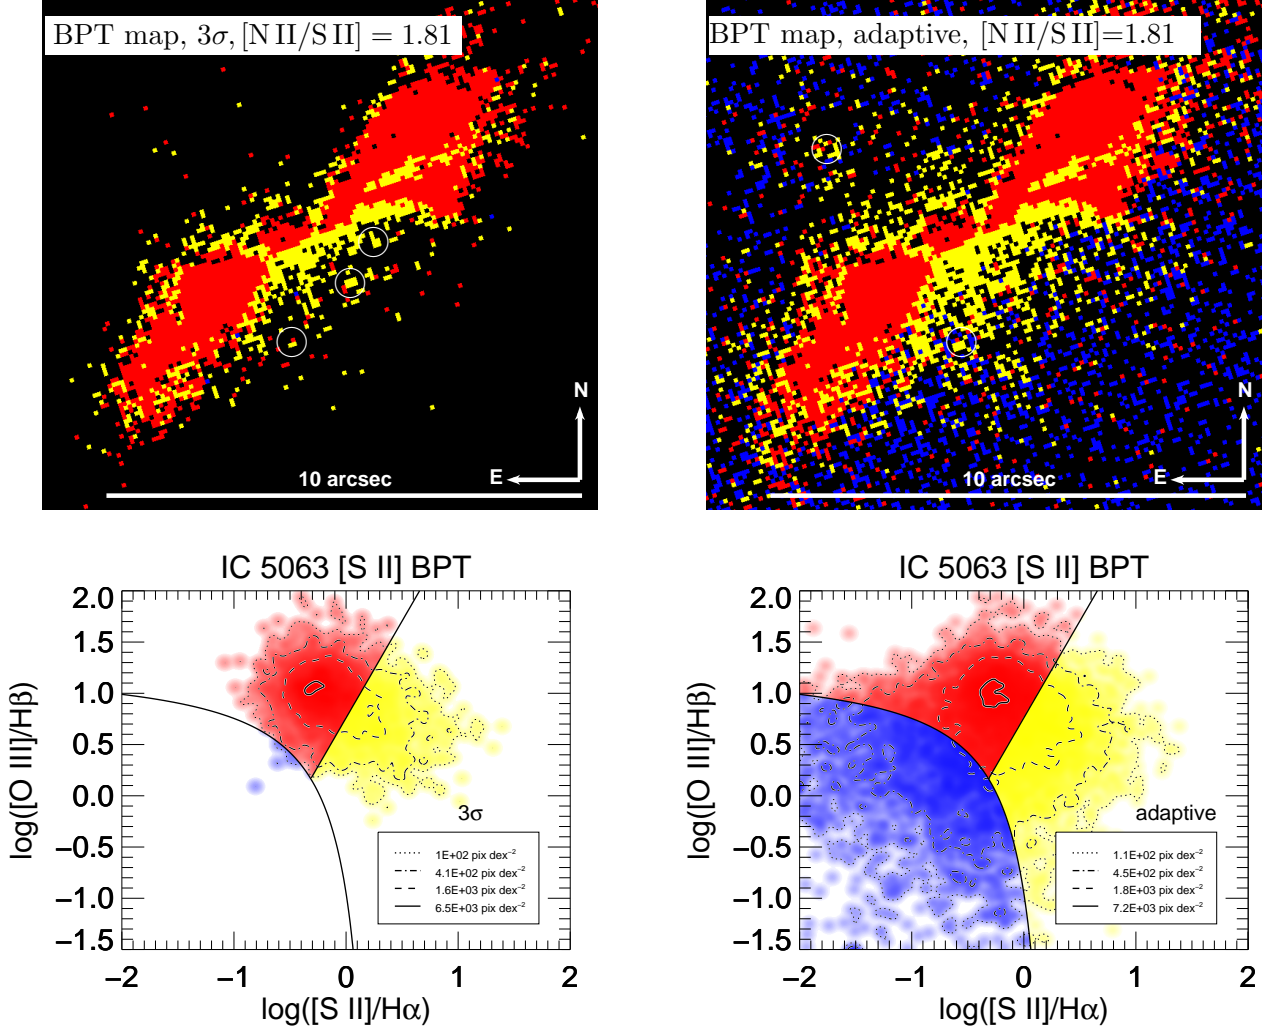 BPT map, 3σ, [N II/S II] = 1.81
N
E
10 arcsec
BPT map, adaptive, [N II/S II]=1.81
N
E
10 arcsec
IC 5063 [S II] BPT
log([O III]/Hβ)
2.0
1.5
1.0
0.5
0.0
−0.5
−1.0
−1.5
3σ
1E+02 pix dex⁻²
4.1E+02 pix dex⁻²
1.6E+03 pix dex⁻²
6.5E+03 pix dex⁻²
−2 −1 0 1 2
log([S II]/Hα)
IC 5063 [S II] BPT
log([O III]/Hβ)
2.0
1.5
1.0
0.5
0.0
−0.5
−1.0
−1.5
adaptive
1.1E+02 pix dex⁻²
4.5E+02 pix dex⁻²
1.8E+03 pix dex⁻²
7.2E+03 pix dex⁻²
−2 −1 0 1 2
log([S II]/Hα)